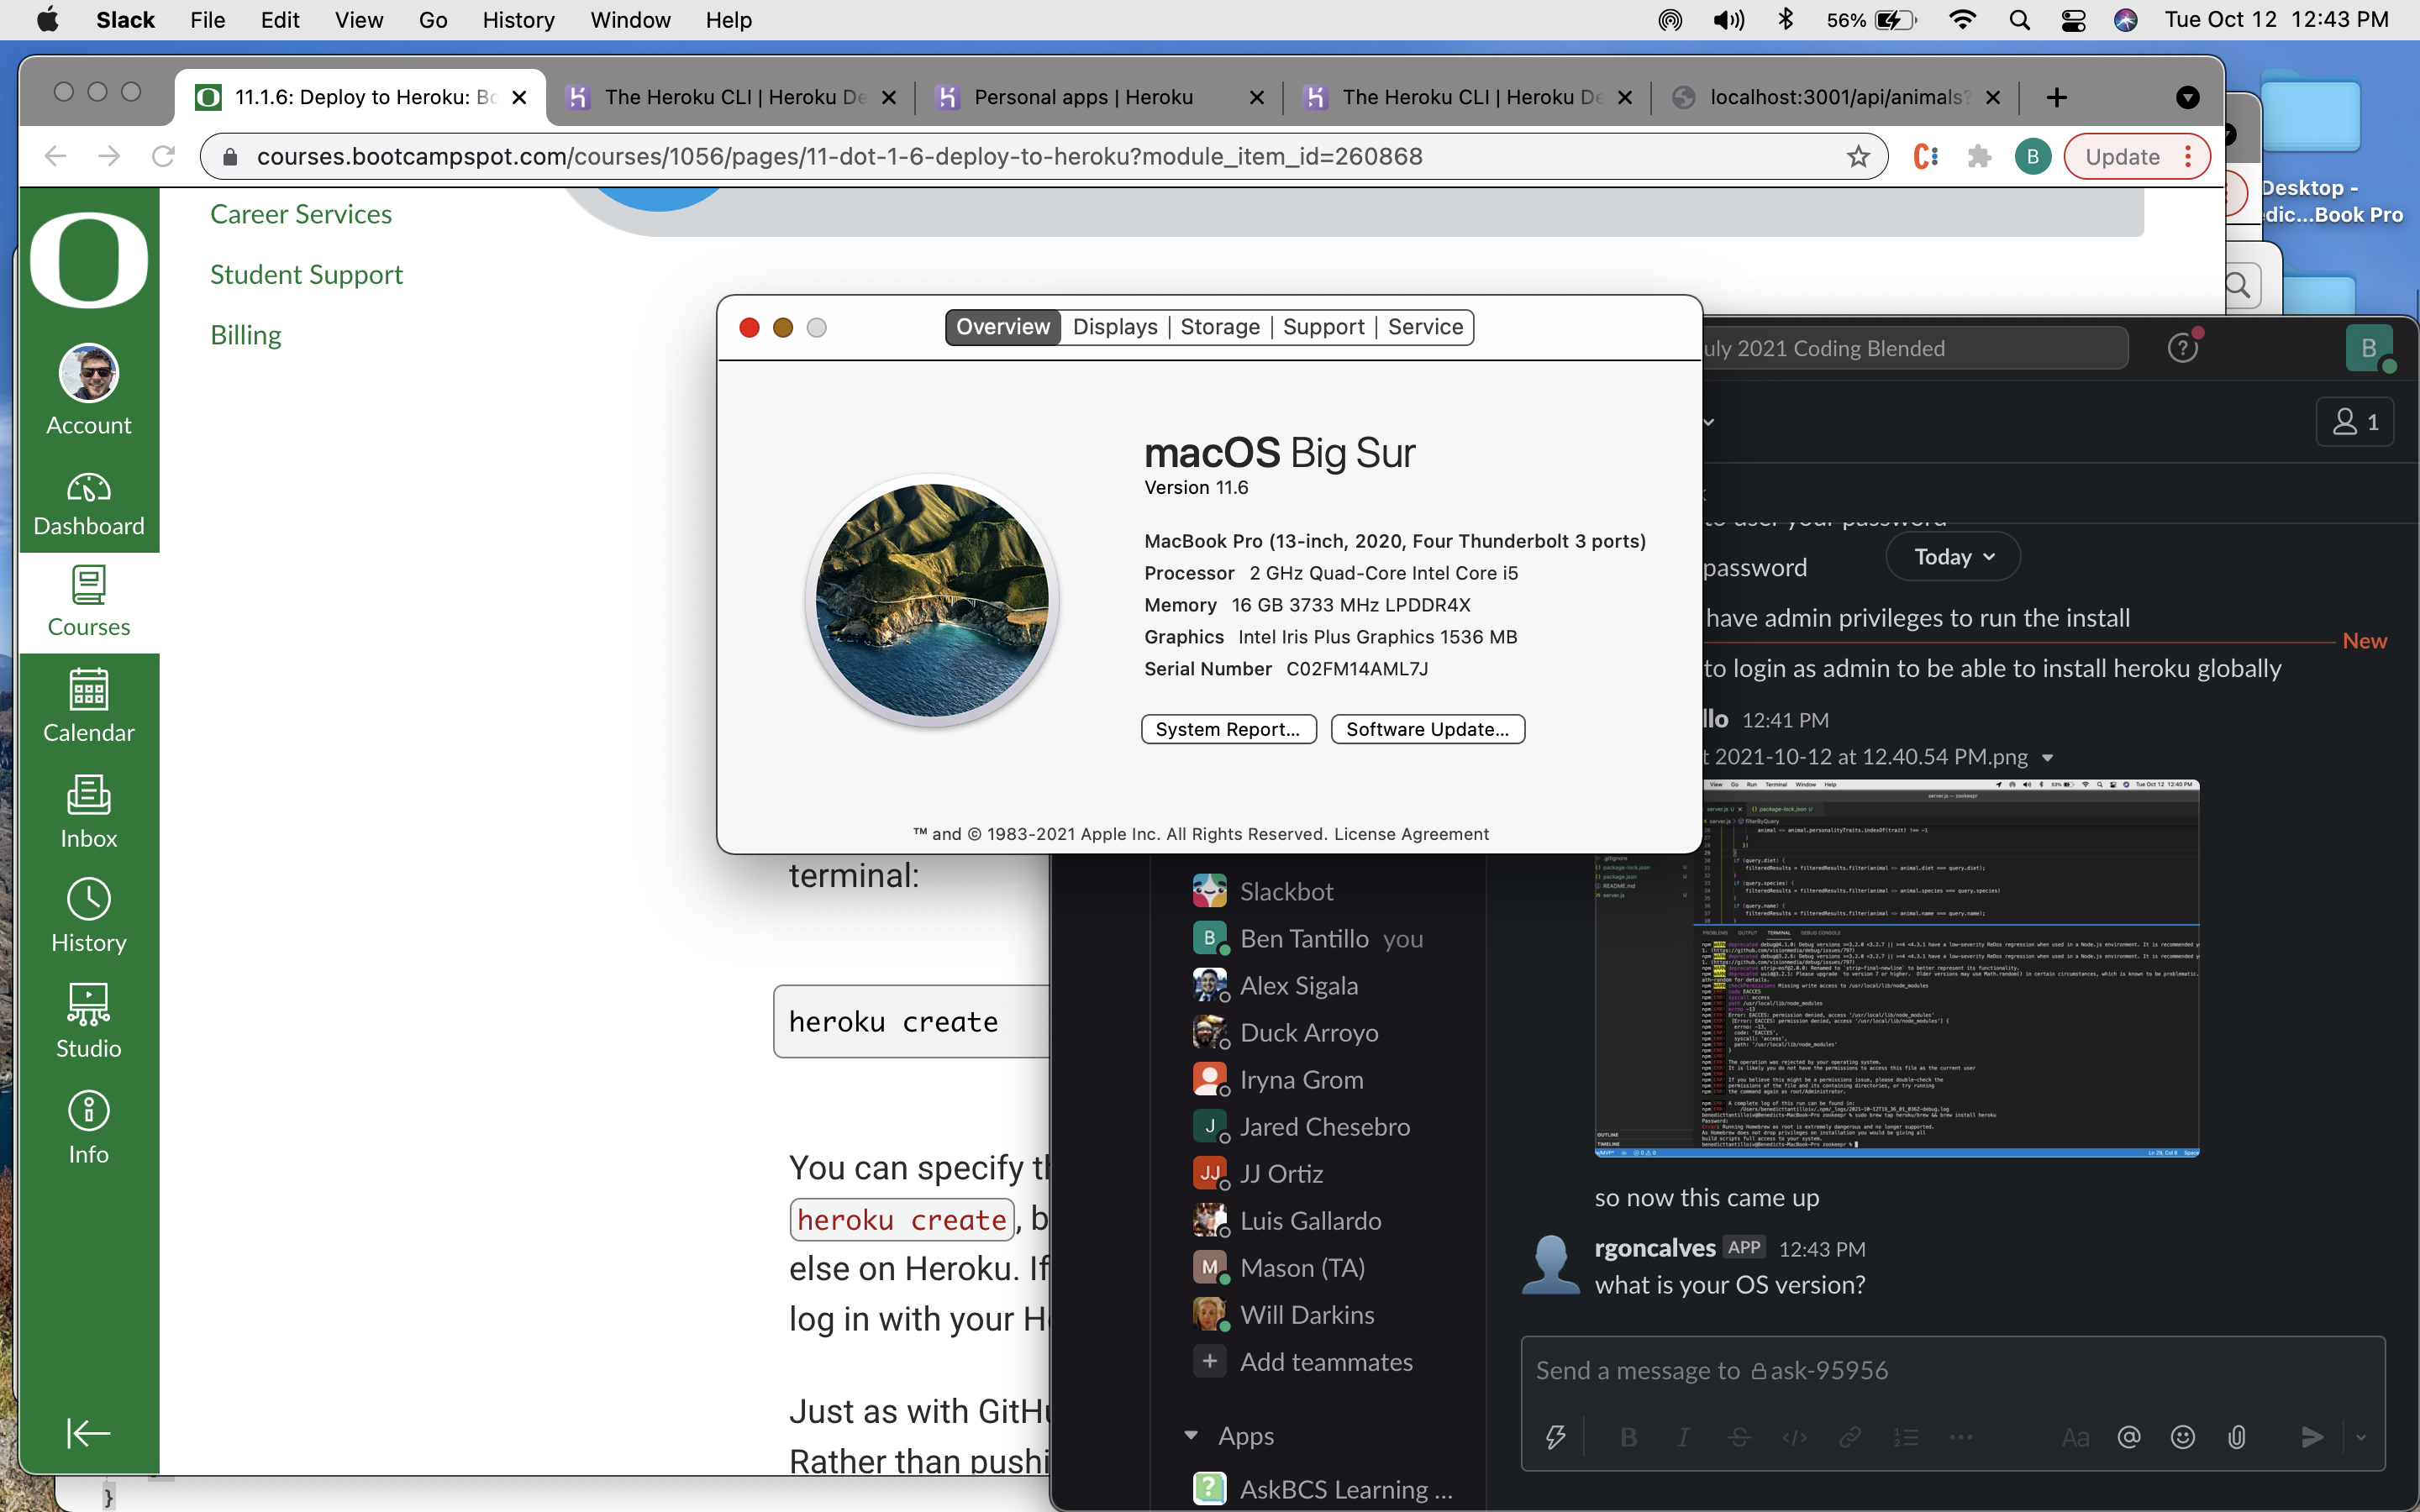 Slack File Edit View Go History Window Help 56% Tue Oct 12 12:43 PM
11.1.6: Deploy to Heroku: Bo
The Heroku CLI | Heroku De
Personal apps | Heroku
The Heroku CLI | Heroku De
localhost:3001/api/animals?
courses.bootcampspot.com/courses/1056/pages/11-dot-1-6-deploy-to-heroku?module_item_id=260868
B
Update
Desktop -
dic...Book Pro
Career Services
Student Support
Billing
Account
Dashboard
Courses
Calendar
Inbox
History
Studio
Info
Overview Displays Storage Support Service
macOS Big Sur
Version 11.6
MacBook Pro (13-inch, 2020, Four Thunderbolt 3 ports)
Processor 2 GHz Quad-Core Intel Core i5
Memory 16 GB 3733 MHz LPDDR4X
Graphics Intel Iris Plus Graphics 1536 MB
Serial Number C02FM14AML7J
System Report... Software Update...
™ and © 1983-2021 Apple Inc. All Rights Reserved. License Agreement
terminal:
heroku create
You can specify th
heroku create, b
else on Heroku. If
log in with your He
Just as with GitHu
Rather than pushi
}
uly 2021 Coding Blended
B
1
to user your password
Today
password
have admin privileges to run the install
New
to login as admin to be able to install heroku globally
llo 12:41 PM
t 2021-10-12 at 12.40.54 PM.png
so now this came up
rgoncalves APP 12:43 PM
what is your OS version?
Send a message to ask-95956
Slackbot
B Ben Tantillo you
Alex Sigala
Duck Arroyo
Iryna Grom
J Jared Chesebro
JJ JJ Ortiz
Luis Gallardo
M Mason (TA)
Will Darkins
+ Add teammates
Apps
AskBCS Learning ...